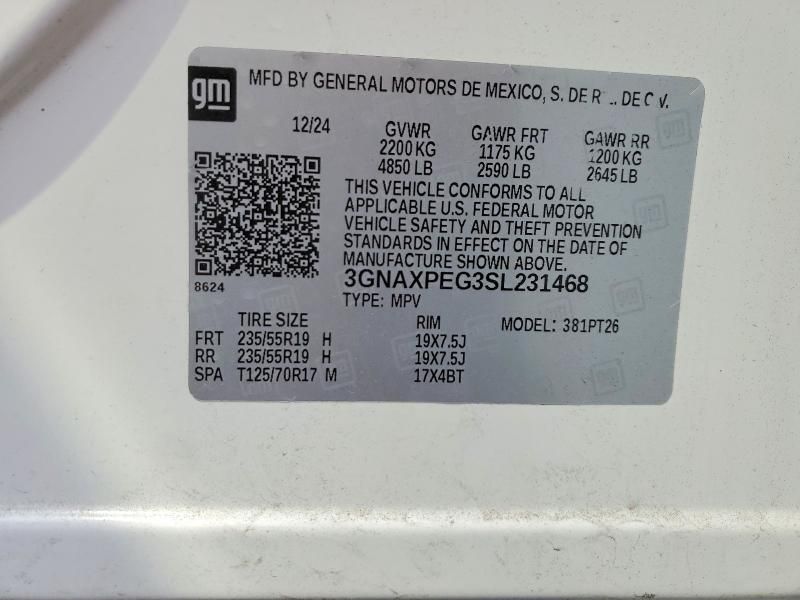 gm MFD BY GENERAL MOTORS DE MEXICO, S. DE DE
12/24 GVWR GAWR FRT GAWR RR
2200 KG 1175 KG 1200 KG
4850 LB 2590 LB 2645 LB
THIS VEHICLE CONFORMS TO ALL
APPLICABLE U.S. FEDERAL MOTOR
VEHICLE SAFETY AND THEFT PREVENTION
STANDARDS IN EFFECT ON THE DATE OF
MANUFACTURE SHOWN ABOVE.
8624 3GNAXPEG3SL231468
TYPE: MPV
TIRE SIZE RIM MODEL: 381PT26
FRT 235/55R19 H 19X7.5J
RR 235/55R19 H 19X7.5J
SPA T125/70R17 M 17X4BT